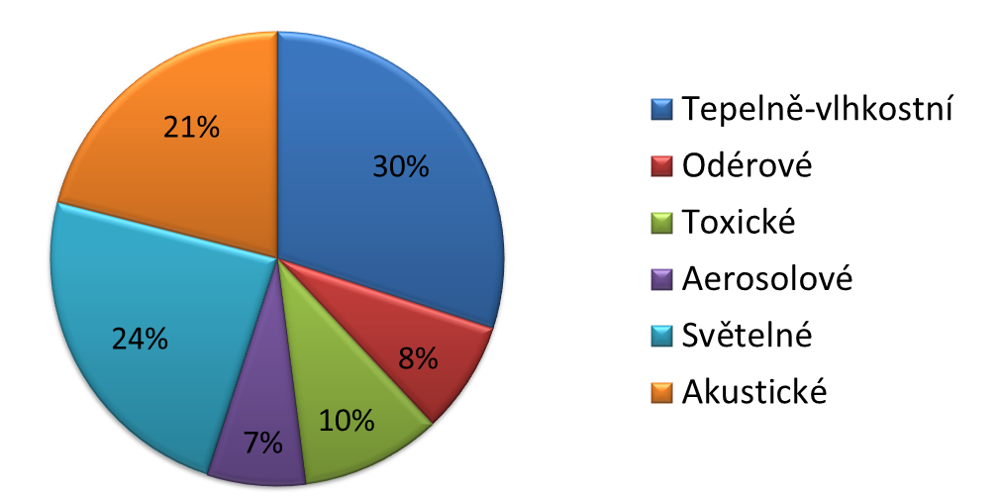 21%
30%
24%
8%
10%
7%
Tepelně-vlhkostní
Odérové
Toxické
Aerosolové
Světelné
Akustické